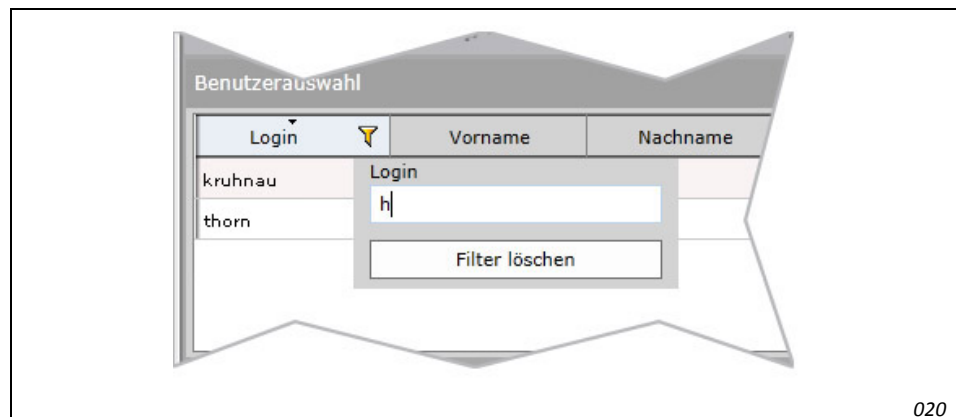 Benutzerauswahl
Login Vorname Nachname
kruhnau
Login
h
thorn
Filter löschen
020